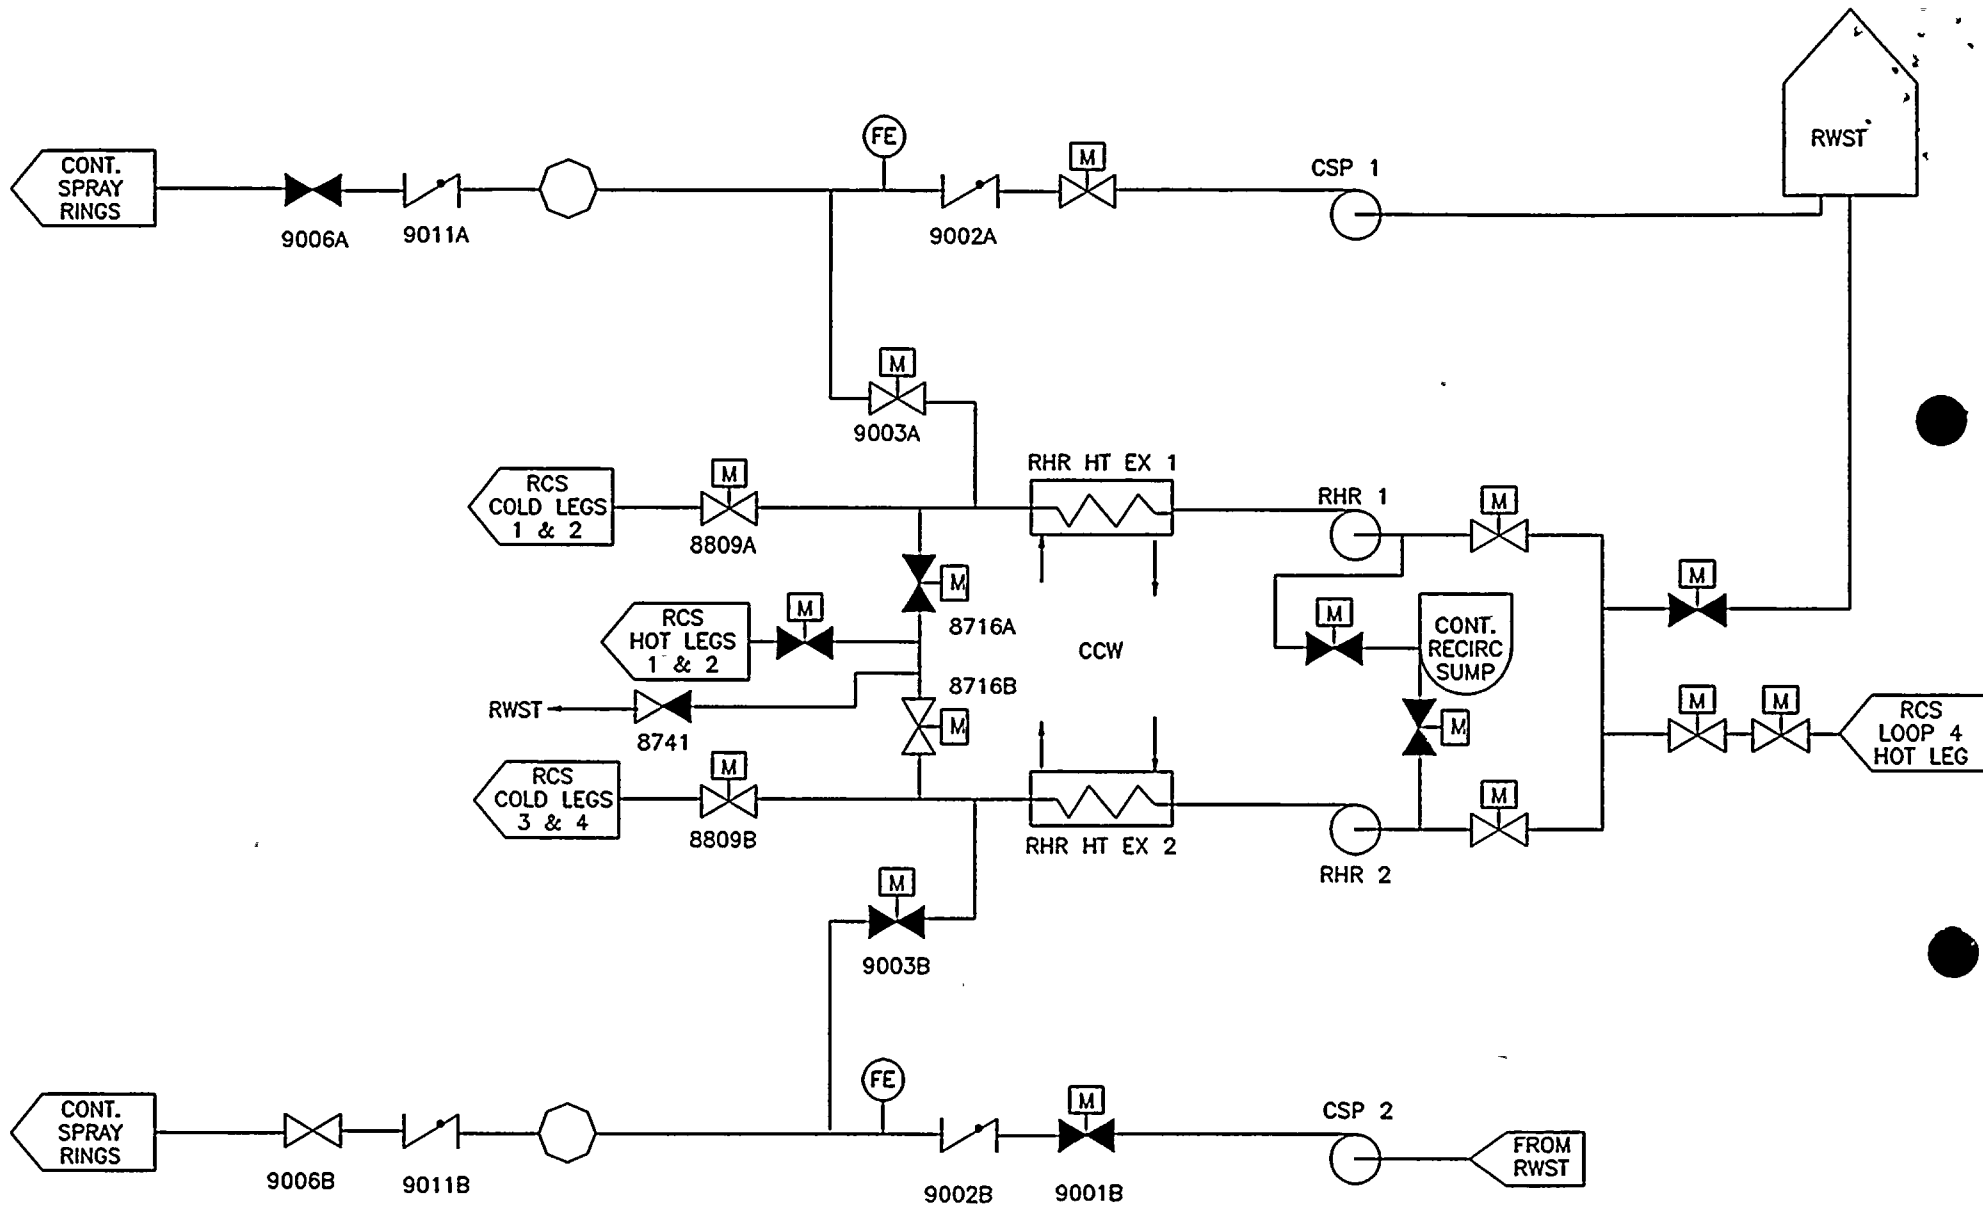 RWST
FE
M
CSP 1
CONT.
SPRAY
RINGS
9006A
9011A
9002A
M
9003A
RCS
COLD LEGS
1 & 2
M
8809A
RHR HT EX 1
RHR 1
M
M
8716A
RCS
HOT LEGS
1 & 2
M
CCW
M
CONT.
RECIRC
SUMP
M
8716B
M
RWST
8741
M
M
M
RCS
LOOP 4
HOT LEG
RCS
COLD LEGS
3 & 4
M
8809B
RHR HT EX 2
RHR 2
M
M
9003B
FE
M
CSP 2
CONT.
SPRAY
RINGS
9006B
9011B
9002B
9001B
FROM
RWST